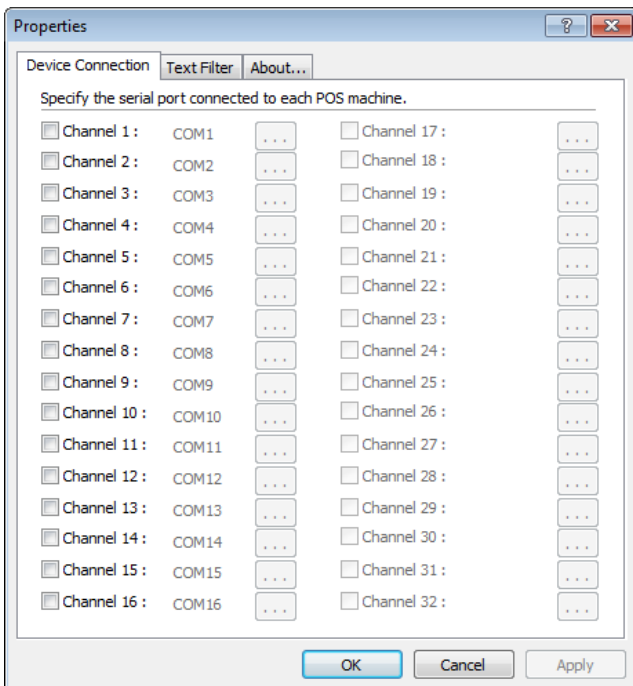 Properties
Device Connection Text Filter About...
Specify the serial port connected to each POS machine.
Channel 1 : COM1 ... Channel 17 : ...
Channel 2 : COM2 ... Channel 18 : ...
Channel 3 : COM3 ... Channel 19 : ...
Channel 4 : COM4 ... Channel 20 : ...
Channel 5 : COM5 ... Channel 21 : ...
Channel 6 : COM6 ... Channel 22 : ...
Channel 7 : COM7 ... Channel 23 : ...
Channel 8 : COM8 ... Channel 24 : ...
Channel 9 : COM9 ... Channel 25 : ...
Channel 10 : COM10 ... Channel 26 : ...
Channel 11 : COM11 ... Channel 27 : ...
Channel 12 : COM12 ... Channel 28 : ...
Channel 13 : COM13 ... Channel 29 : ...
Channel 14 : COM14 ... Channel 30 : ...
Channel 15 : COM15 ... Channel 31 : ...
Channel 16 : COM16 ... Channel 32 : ...
OK Cancel Apply